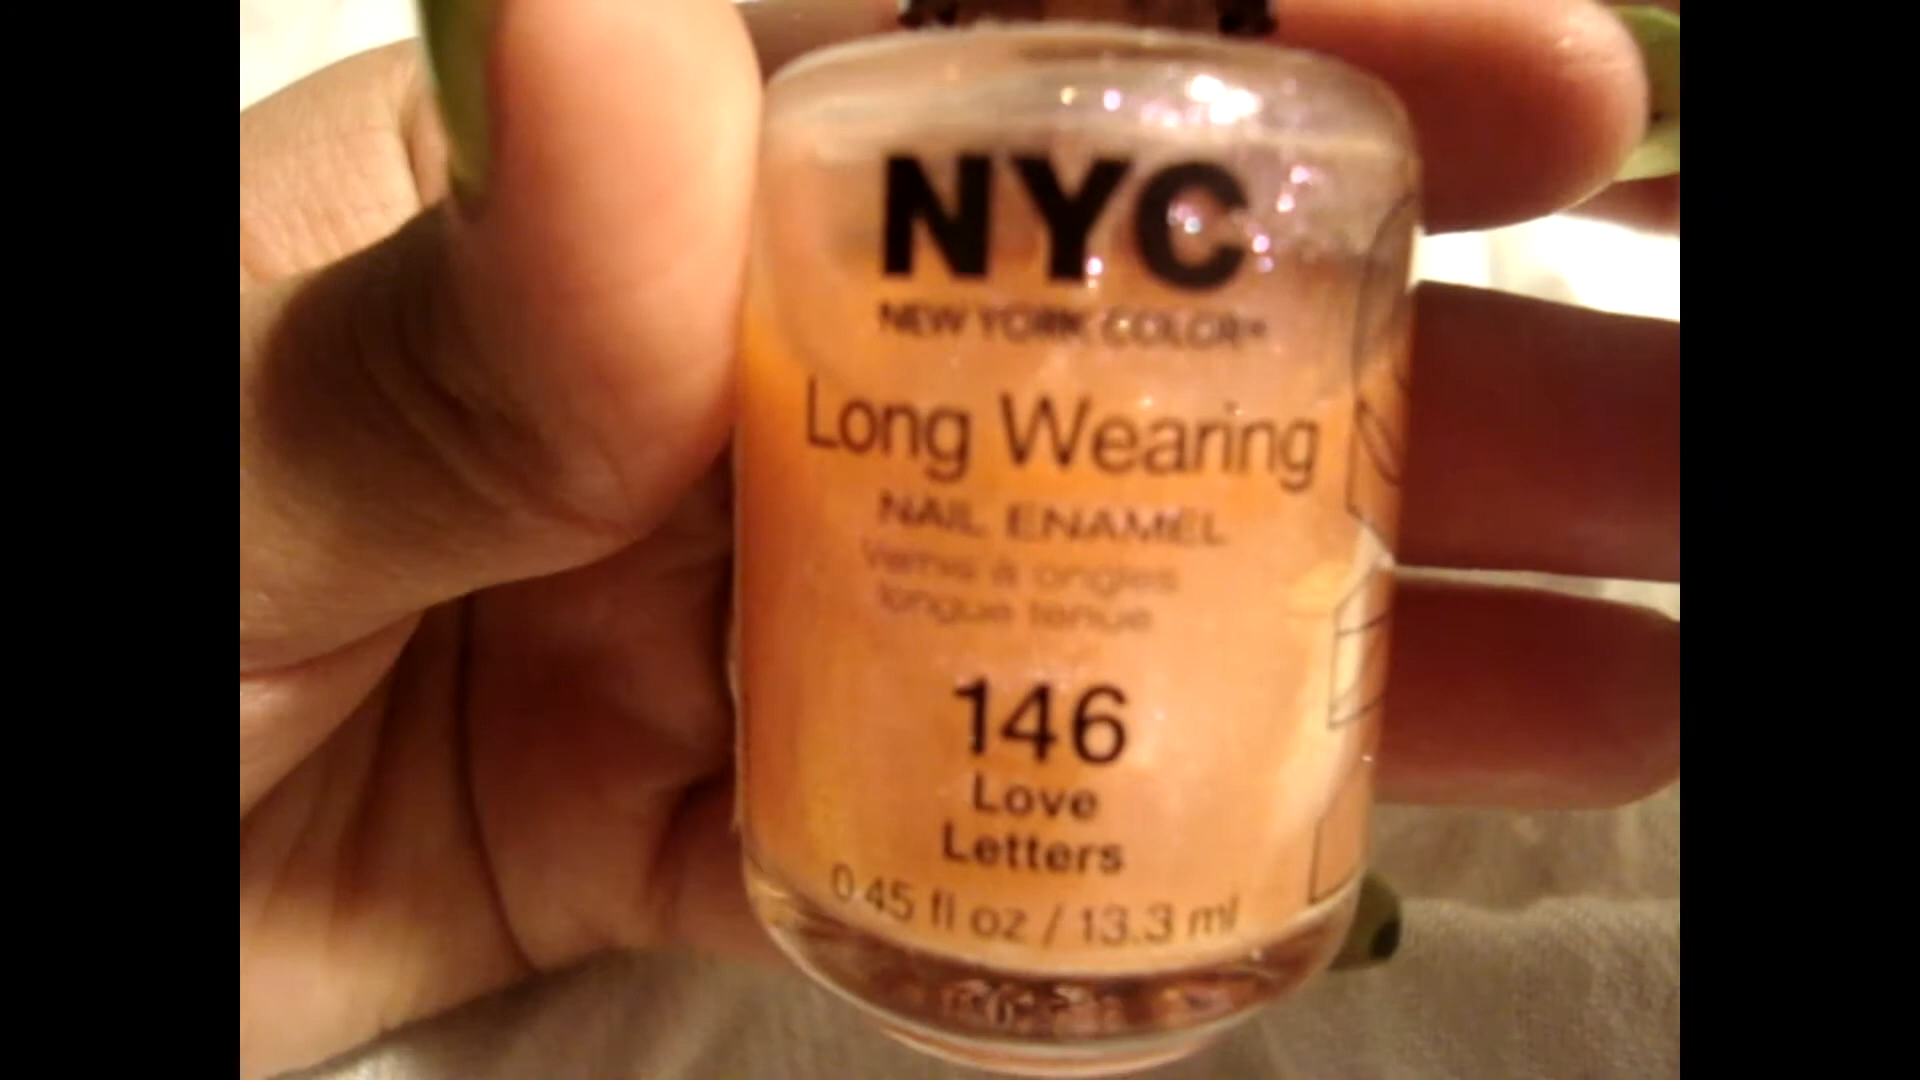 NYC
NEW YORK COLOR™
Long Wearing
NAIL ENAMEL
Vernis à ongles
longue tenue
146
Love
Letters
0.45 fl oz / 13.3 ml